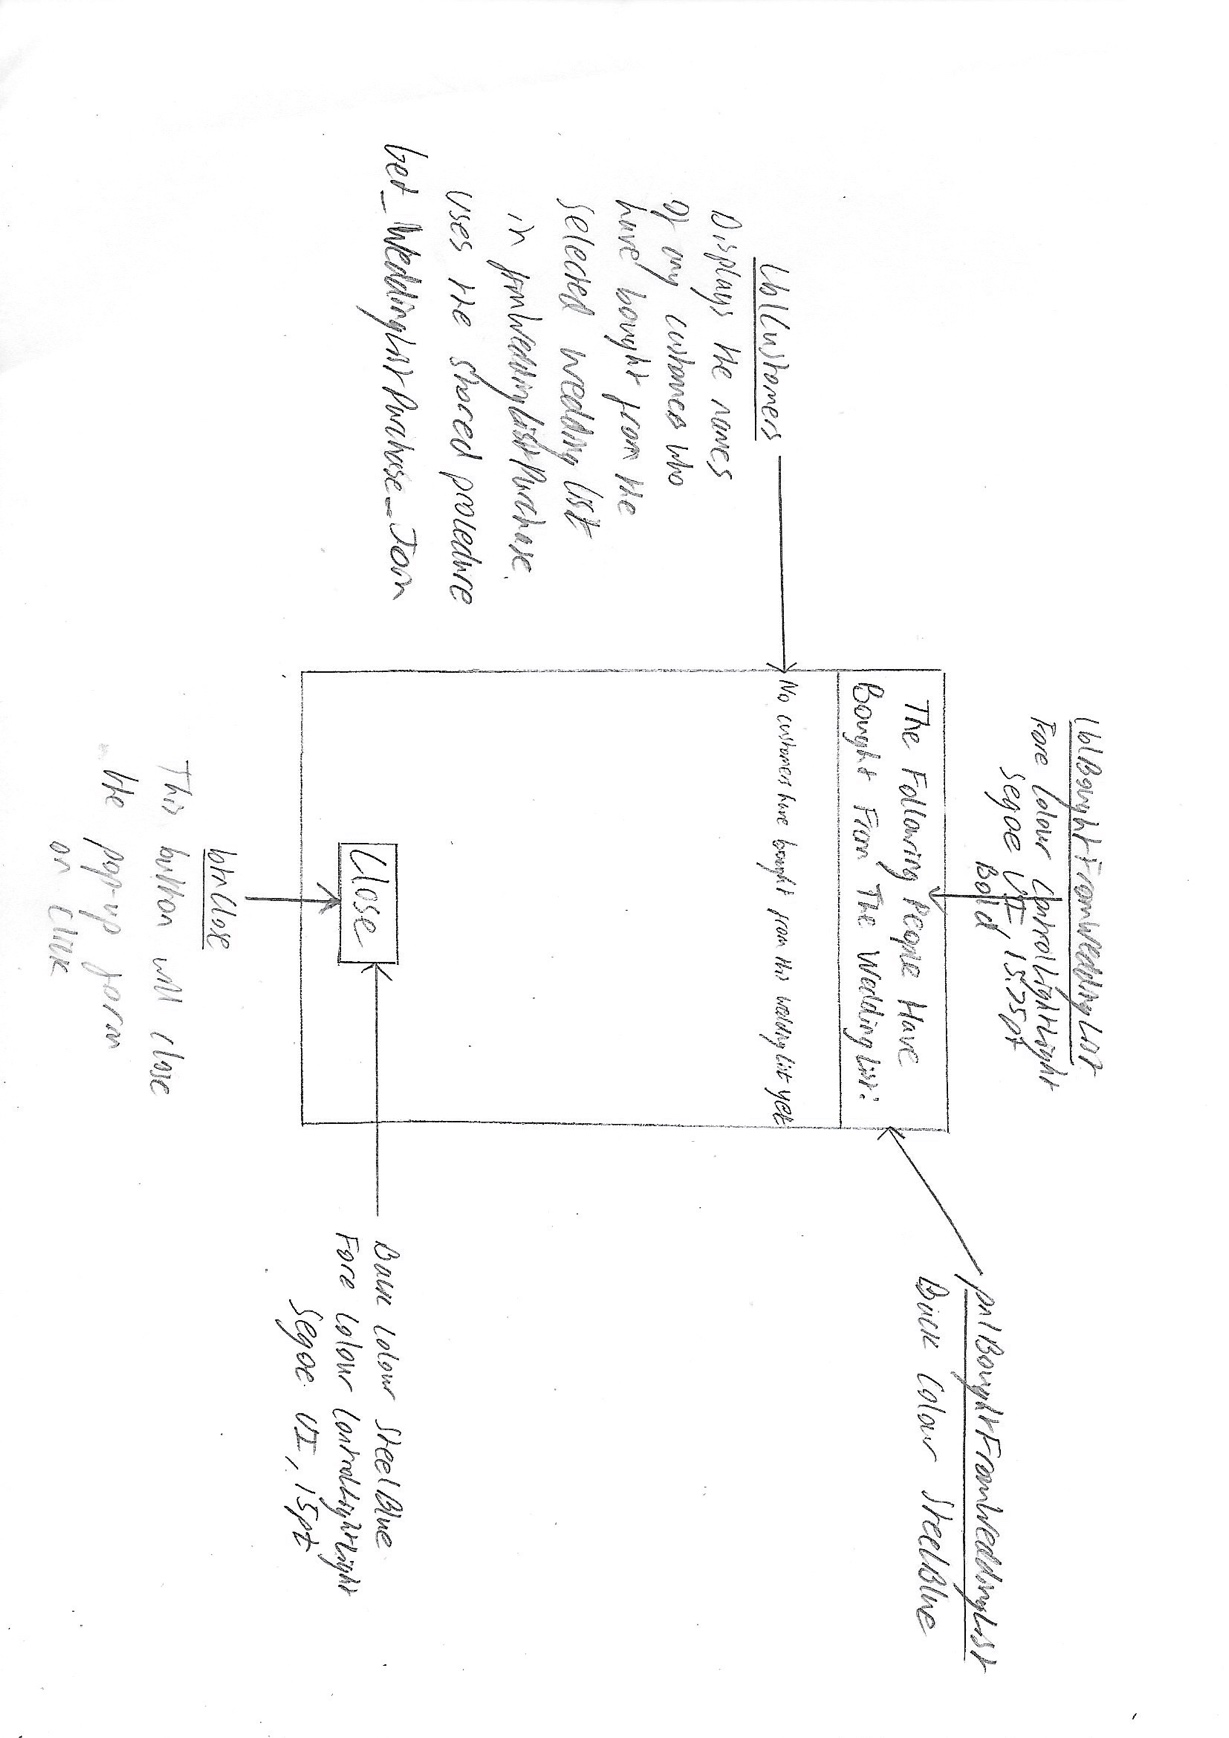 lblBoughtFromWeddingList
Fore Colour ControlLightLight
Segoe UI, 15.75pt
Bold
pnlBoughtFromWeddingList
Back Colour SteelBlue
The Following People Have
Bought From The Wedding List:
lblCustomers
Displays the names
of any customers who
have bought from the
selected wedding list
in frmWeddingListPurchase.
Uses the shared procedure
Get_WeddingListPurchase_Join
No customers have bought from this wedding list yet
Close
Back Colour SteelBlue
Fore Colour ControlLightLight
Segoe UI, 15pt
btnClose
This button will close
the pop-up form
on click